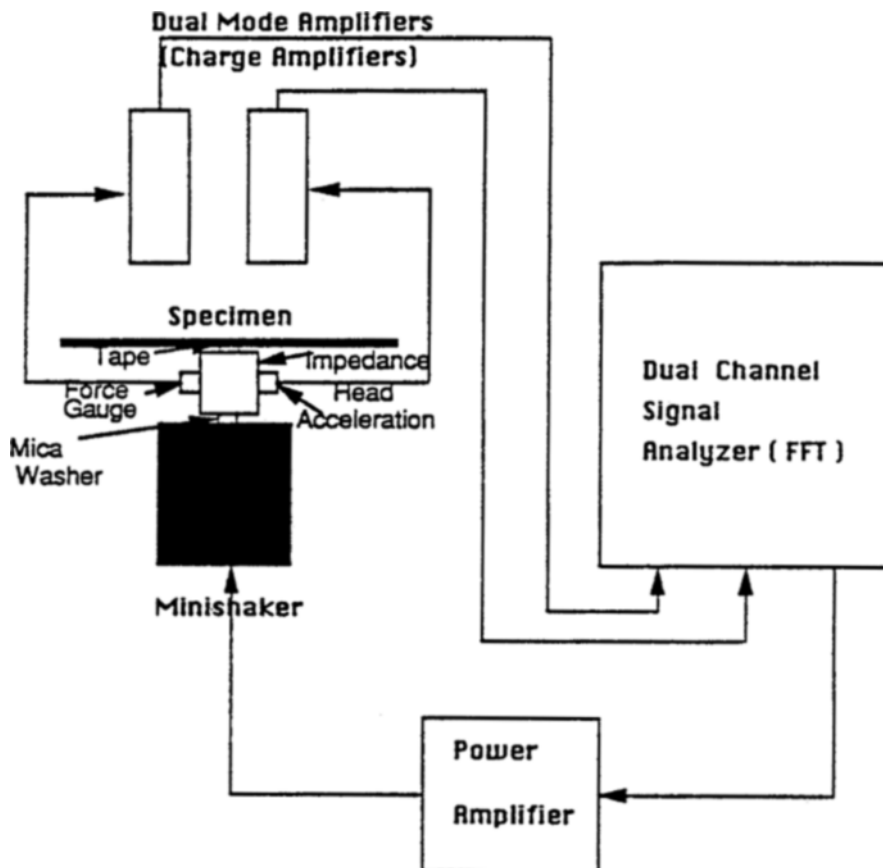 Dual Mode Amplifiers
(Charge Amplifiers)
Specimen
Tape
Impedance
Force
Gauge
Head
Acceleration
Mica
Washer
Minishaker
Dual Channel
Signal
Analyzer ( FFT )
Power
Amplifier